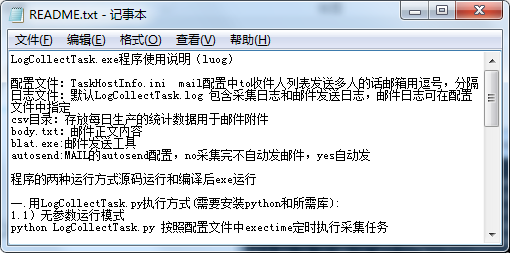 README.txt - 记事本
文件(F) 编辑(E) 格式(O) 查看(V) 帮助(H)
LogCollectTask.exe程序使用说明（luog）
配置文件：TaskHostInfo.ini  mail配置中to收件人列表发送多人的话邮箱用逗号，分隔
日志文件：默认LogCollectTask.log 包含采集日志和邮件发送日志，邮件日志可在配置
文件中指定
csv目录：存放每日生产的统计数据用于邮件附件
body.txt：邮件正文内容
blat.exe:邮件发送工具
autosend:MAIL的autosend配置，no采集完不自动发邮件，yes自动发
程序的两种运行方式源码运行和编译后exe运行
一.用LogCollectTask.py执行方式(需要安装python和所需库)：
1.1）无参数运行模式
python LogCollectTask.py 按照配置文件中exectime定时执行采集任务